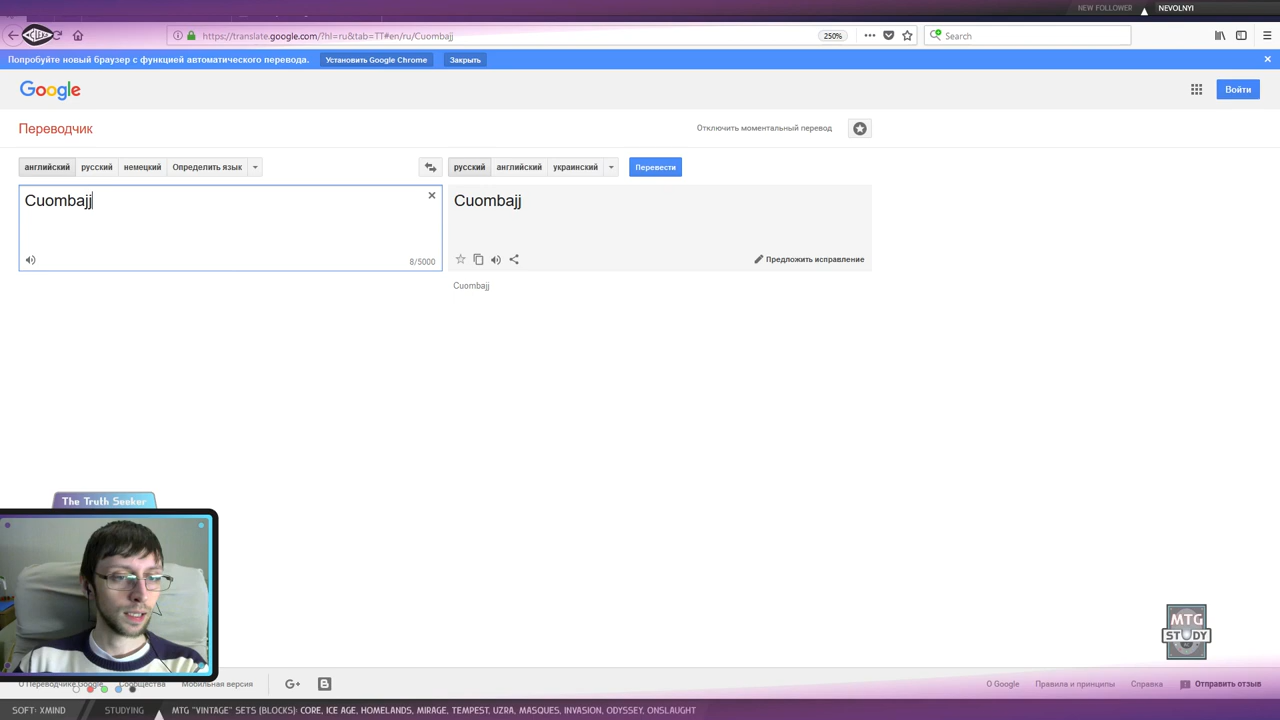 NEW FOLLOWER NEVOLNYI
https://translate.google.com/?hl=ru&tab=TT#en/ru/Cuombajj 250% Search
Попробуйте новый браузер с функцией автоматического перевода. Установить Google Chrome Закрыть
Google Войти
Переводчик Отключить моментальный перевод
английский русский немецкий Определить язык русский английский украинский Перевести
Cuombajj Cuombajj
8/5000 Предложить исправление
Cuombajj
The Truth Seeker
MTG
STUDY
О Переводчике Google Сообщества Мобильная версия G+ О Google Правила и принципы Справка Отправить отзыв
SOFT: XMIND STUDYING MTG "VINTAGE" SETS (BLOCKS): CORE, ICE AGE, HOMELANDS, MIRAGE, TEMPEST, UZRA, MASQUES, INVASION, ODYSSEY, ONSLAUGHT